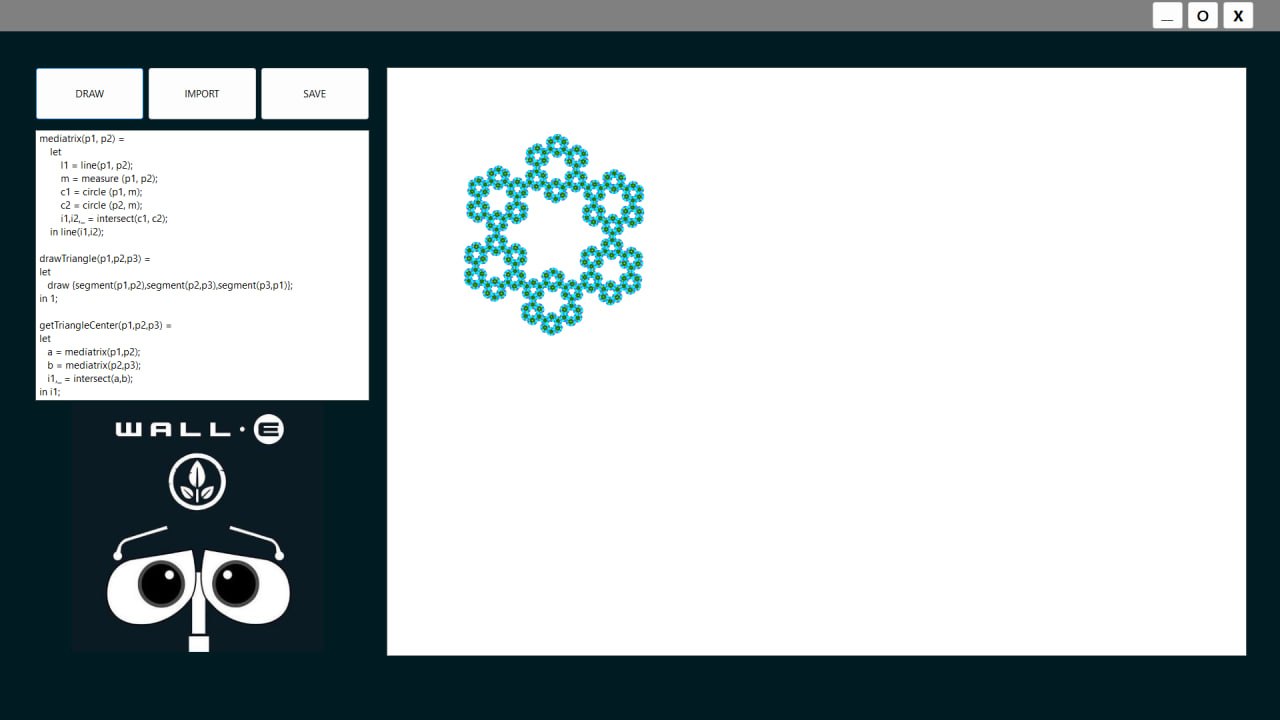 _ O X
DRAW IMPORT SAVE
mediatrix(p1, p2) =
let
l1 = line(p1, p2);
m = measure (p1, p2);
c1 = circle (p1, m);
c2 = circle (p2, m);
i1,i2,_ = intersect(c1, c2);
in line(i1,i2);
drawTriangle(p1,p2,p3) =
let
draw {segment(p1,p2),segment(p2,p3),segment(p3,p1)};
in 1;
getTriangleCenter(p1,p2,p3) =
let
a = mediatrix(p1,p2);
b = mediatrix(p2,p3);
i1,_ = intersect(a,b);
in i1;
WALL·E